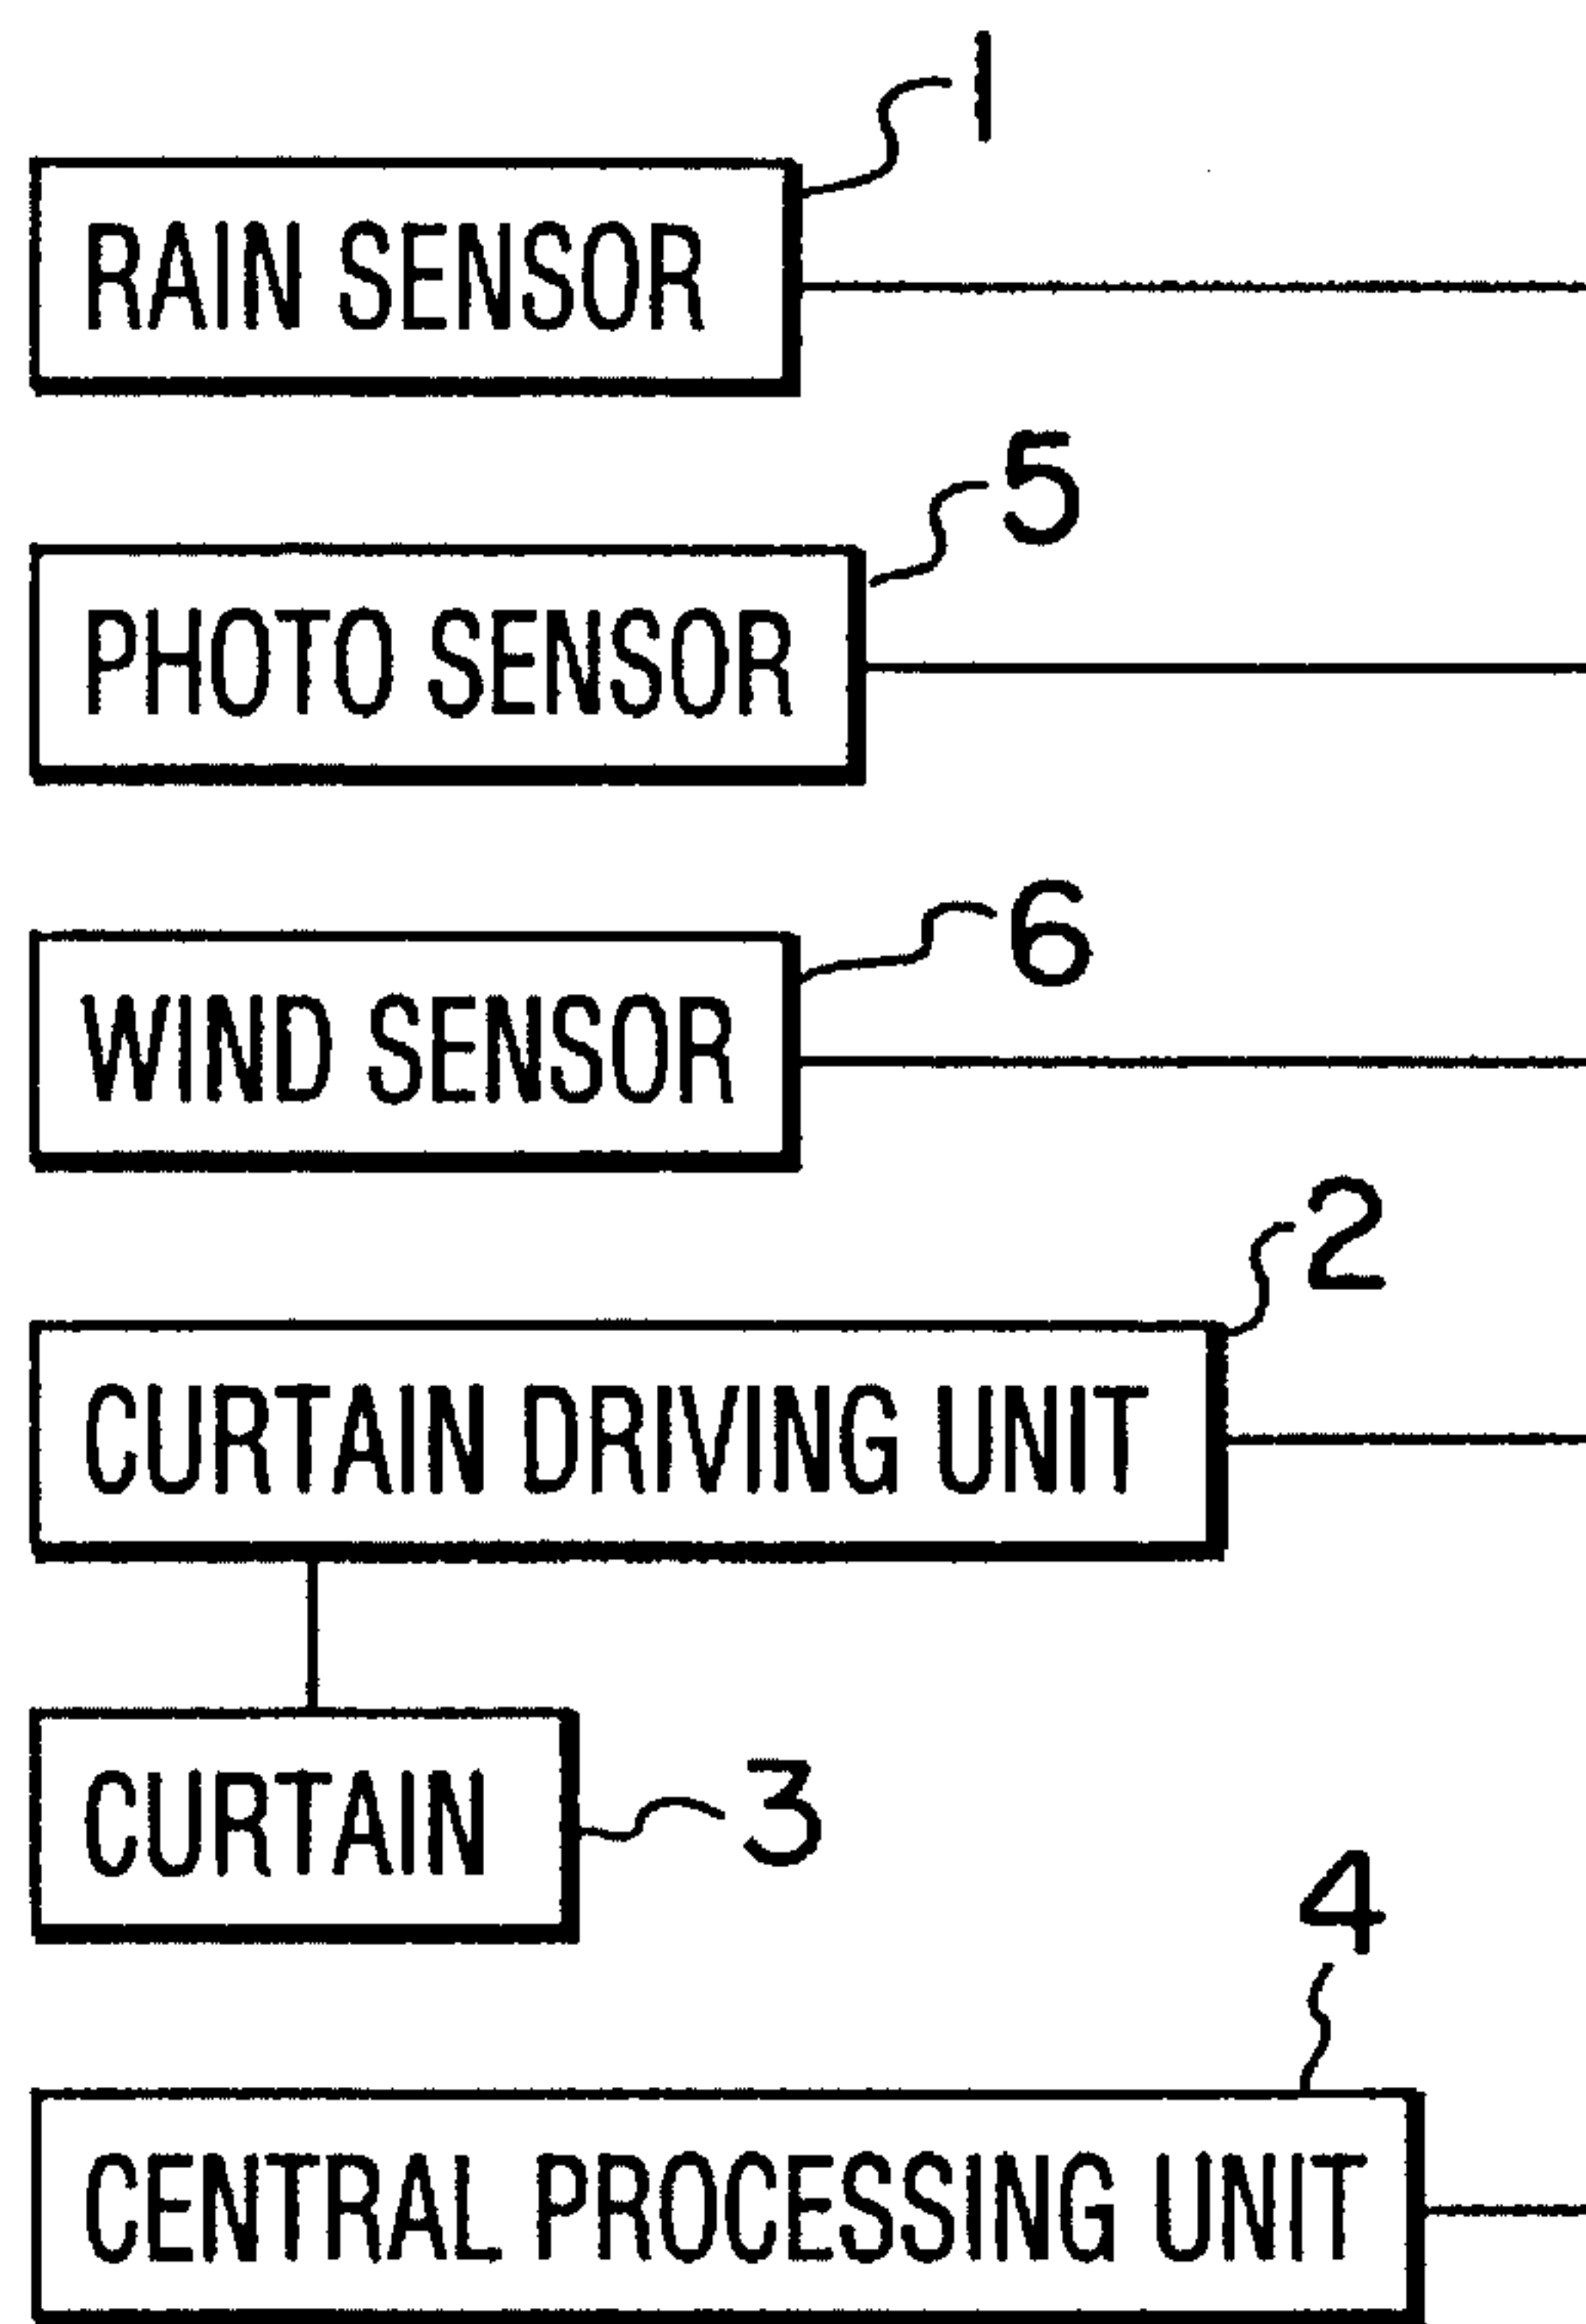 1
RAIN SENSOR
5
PHOTO SENSOR
6
WIND SENSOR
2
CURTAIN DRIVING UNIT
CURTAIN
3
4
CENTRAL PROCESSING UNIT